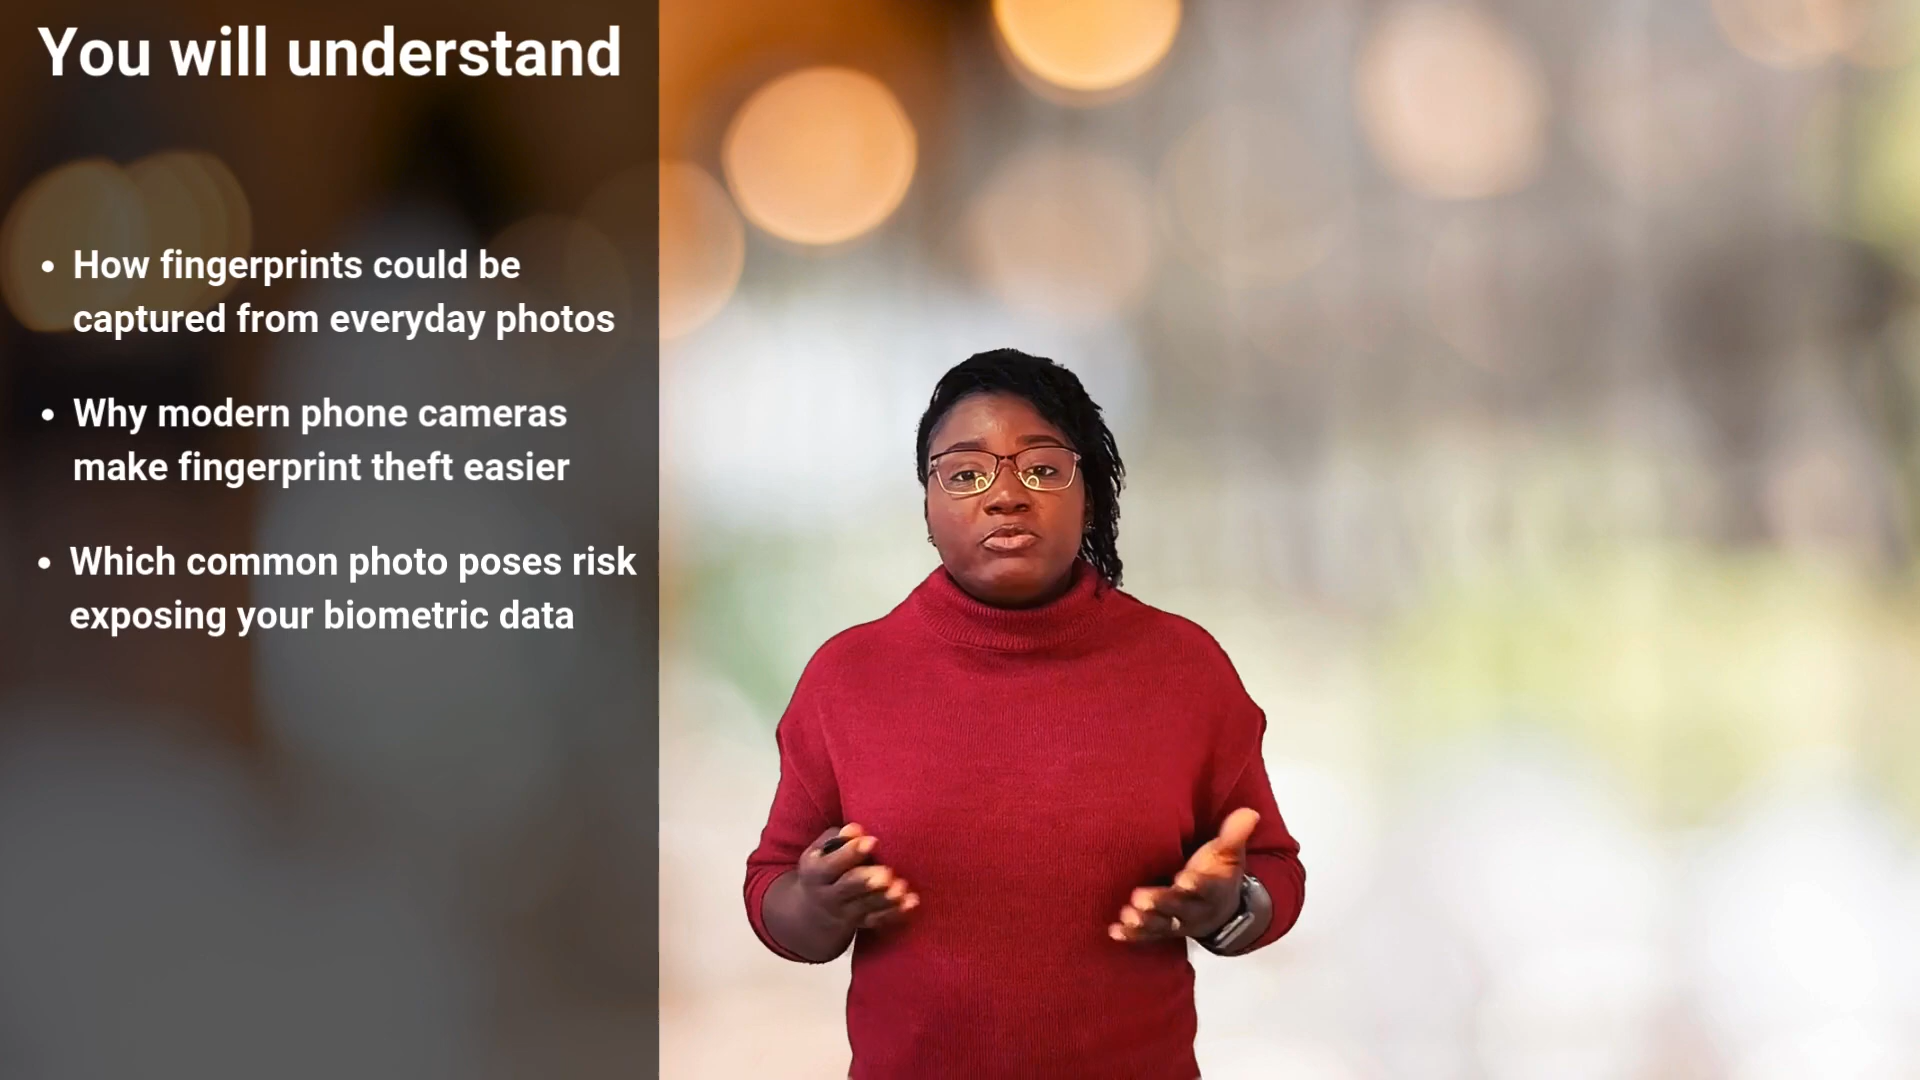 You will understand
• How fingerprints could be
captured from everyday photos
• Why modern phone cameras
make fingerprint theft easier
• Which common photo poses risk
exposing your biometric data